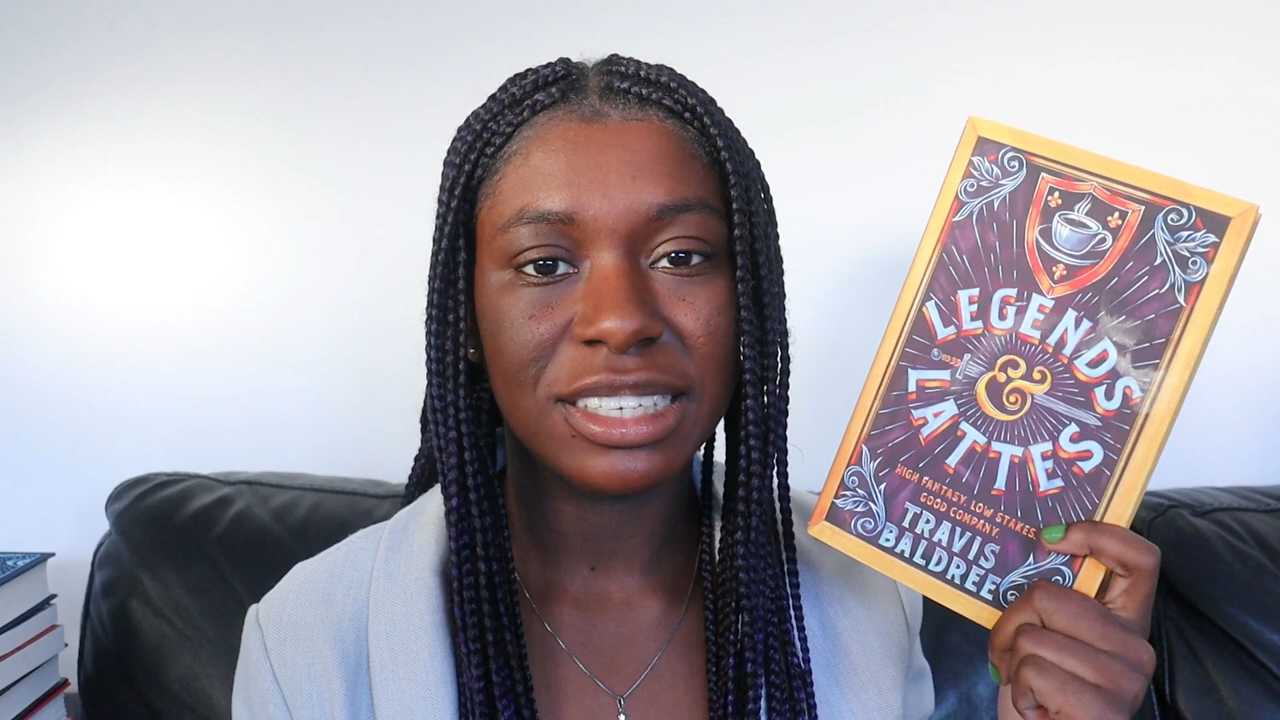 LEGENDS
&
LATTES
HIGH FANTASY. LOW STAKES.
GOOD COMPANY.
TRAVIS
BALDREE